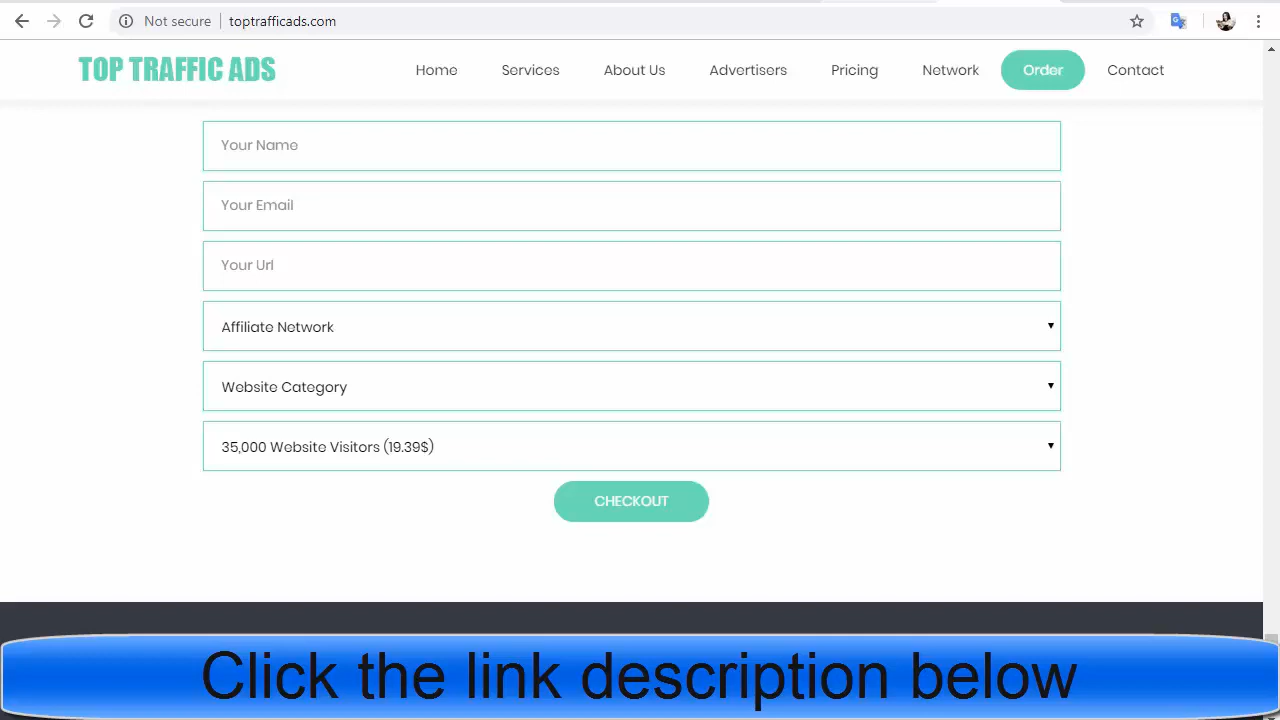 Not secure
toptrafficads.com
TOP TRAFFIC ADS
Home
Services
About Us
Advertisers
Pricing
Network
Order
Contact
Your Name
Your Email
Your Url
Affiliate Network
Website Category
35,000 Website Visitors (19.39$)
CHECKOUT
Click the link description below